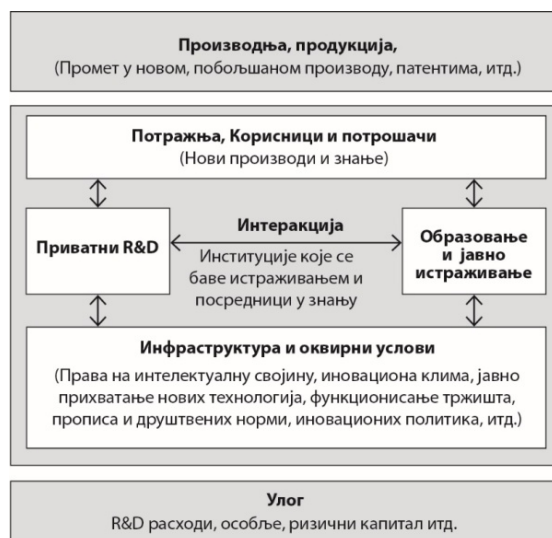 Производња, продукција,
(Промет у новом, побољшаном производу, патентима, итд.)
Потражња, Корисници и потрошачи
(Нови производи и знање)
Приватни R&D
Интеракција
Институције које се
баве истраживањем и
посредници у знању
Образовање
и јавно
истраживање
Инфраструктура и оквирни услови
(Права на интелектуалну својину, иновациона клима, јавно
прихватање нових технологија, функционисање тржишта,
прописа и друштвених норми, иновационих политика, итд.)
Улог
R&D расходи, особље, ризични капитал итд.